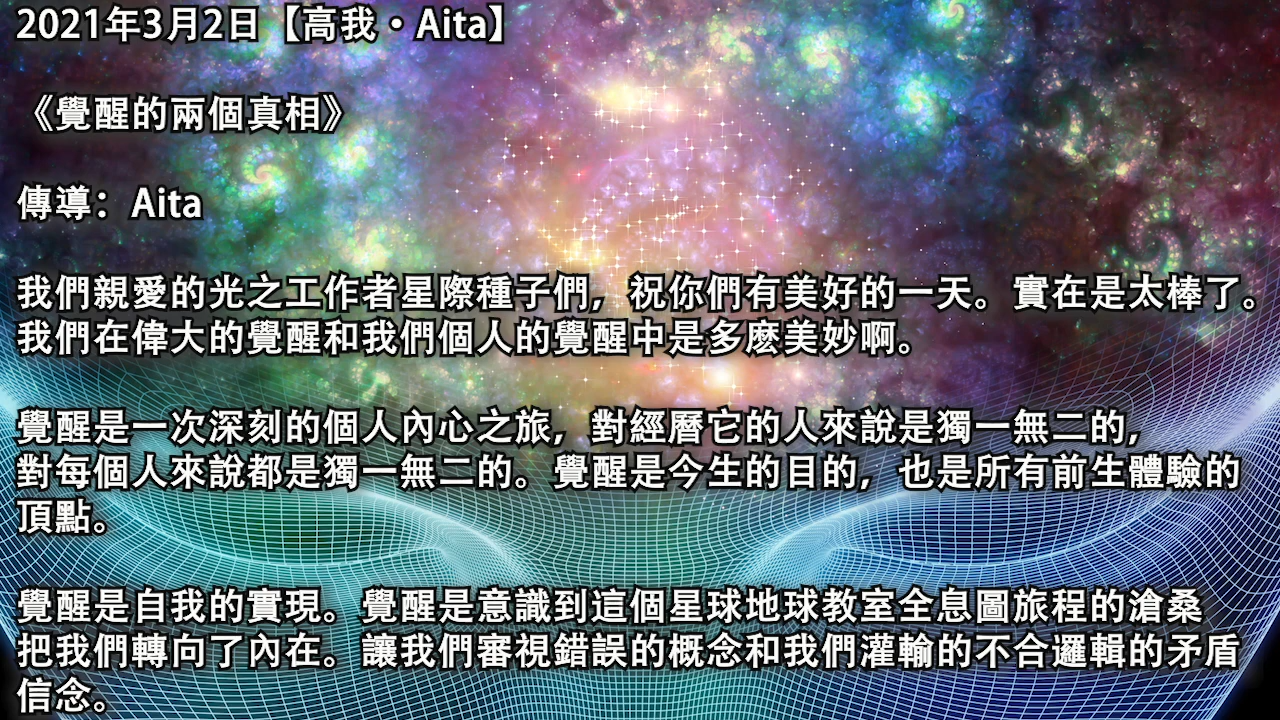 2021年3月2日【高我·Aita】
《覺醒的兩個真相》
傳導：Aita
我們親愛的光之工作者星際種子們，祝你們有美好的一天。實在是太棒了。
我們在偉大的覺醒和我們個人的覺醒中是多麽美妙啊。
覺醒是一次深刻的個人內心之旅，對經曆它的人來說是獨一無二的，
對每個人來說都是獨一無二的。覺醒是今生的目的，也是所有前生體驗的
頂點。
覺醒是自我的實現。覺醒是意識到這個星球地球教室全息圖旅程的滄桑
把我們轉向了內在。讓我們審視錯誤的概念和我們灌輸的不合邏輯的矛盾
信念。